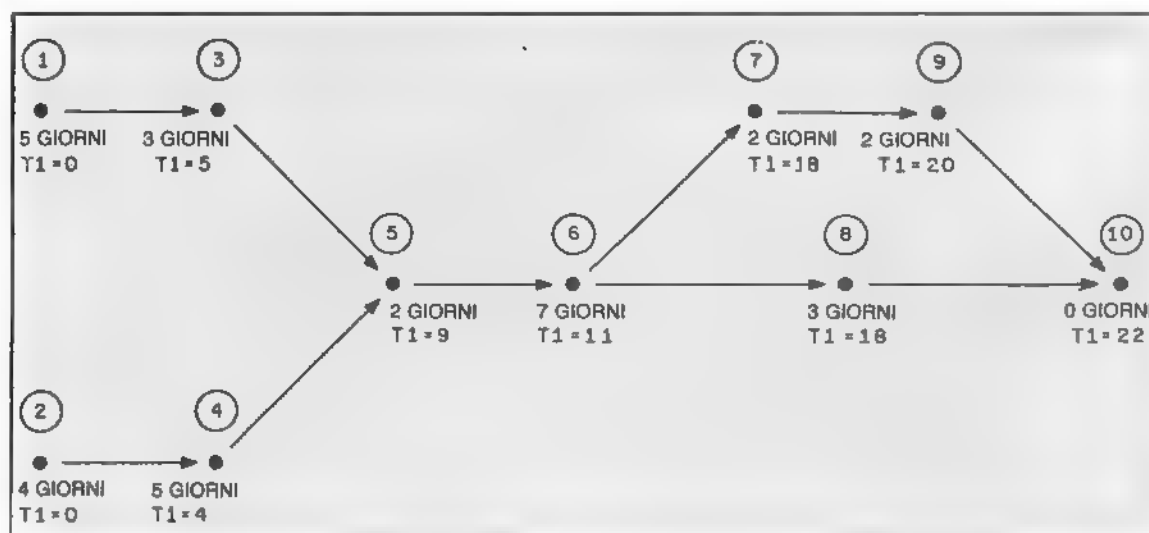 1 3 7 9
5 GIORNI 3 GIORNI 2 GIORNI 2 GIORNI
T1=0 T1=5 T1=18 T1=20
5 6 8 10
2 GIORNI 7 GIORNI 3 GIORNI 0 GIORNI
T1=9 T1=11 T1=18 T1=22
2 4
4 GIORNI 5 GIORNI
T1=0 T1=4